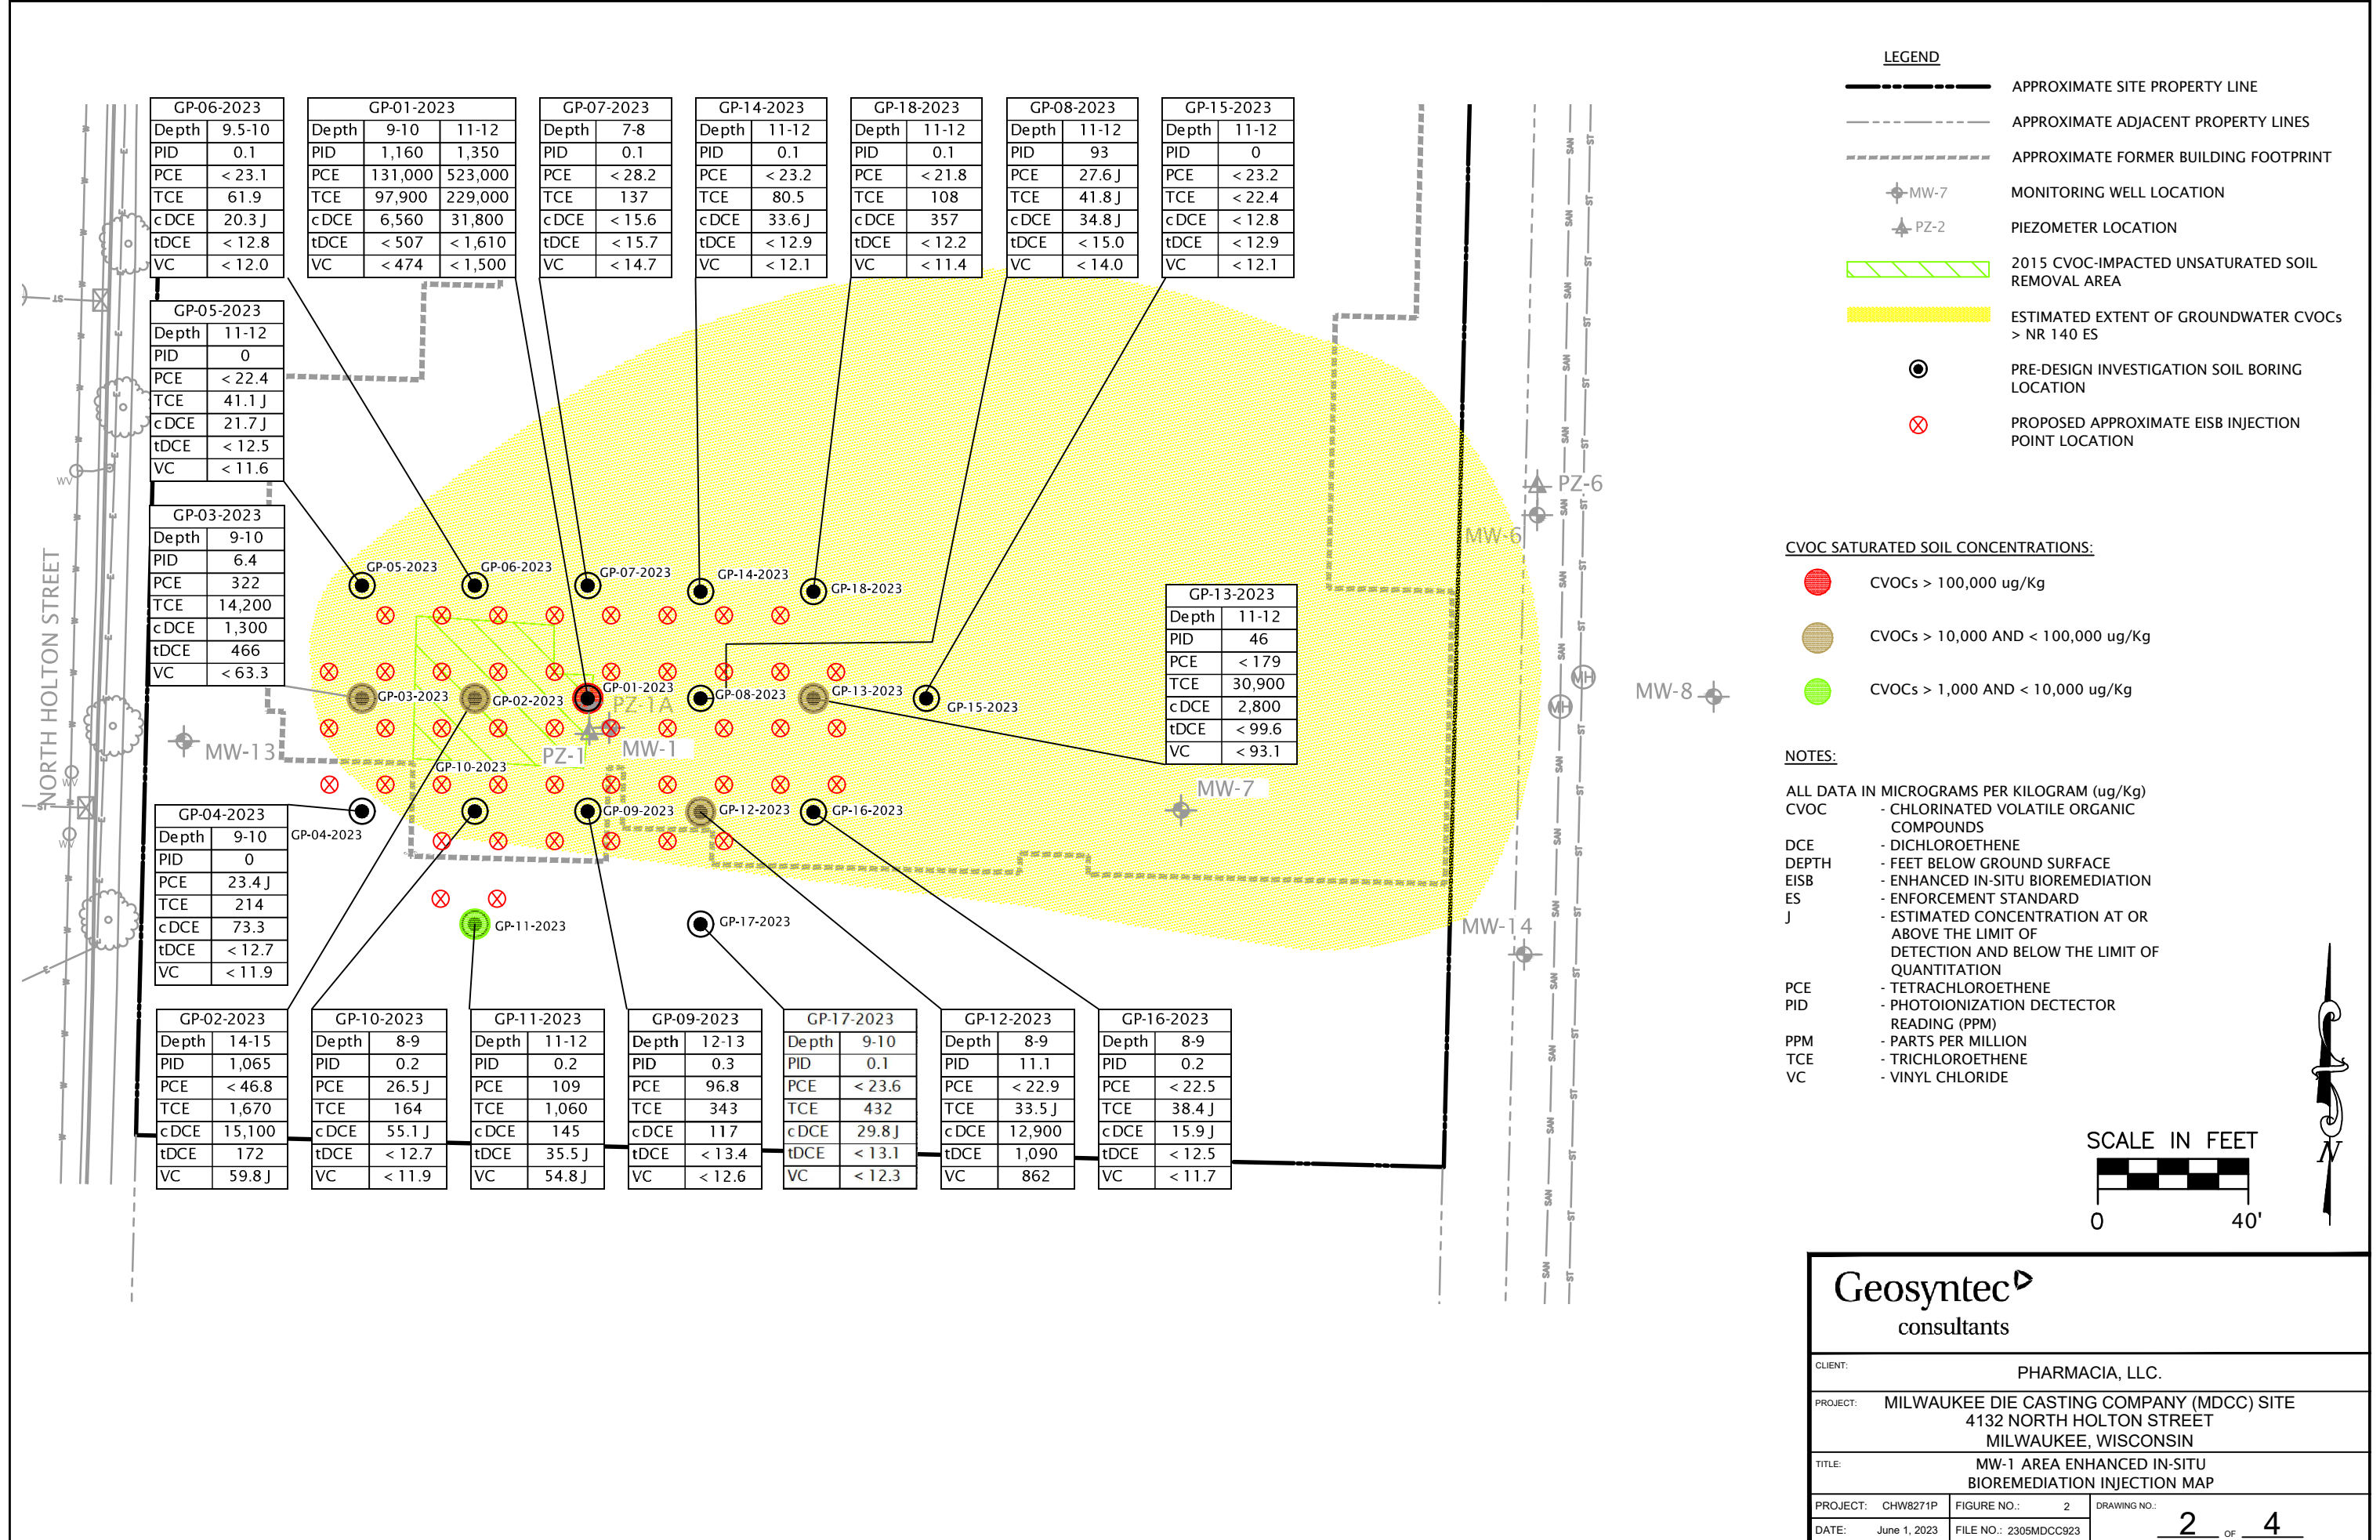 GP-06-2023
Depth 9.5-10
PID 0.1
PCE < 23.1
TCE 61.9
cDCE 20.3 J
tDCE < 12.8
VC < 12.0
GP-01-2023
Depth 9-10 11-12
PID 1,160 1,350
PCE 131,000 523,000
TCE 97,900 229,000
cDCE 6,560 31,800
tDCE < 507 < 1,610
VC < 474 < 1,500
GP-07-2023
Depth 7-8
PID 0.1
PCE < 28.2
TCE 137
cDCE < 15.6
tDCE < 15.7
VC < 14.7
GP-14-2023
Depth 11-12
PID 0.1
PCE < 23.2
TCE 80.5
cDCE 33.6 J
tDCE < 12.9
VC < 12.1
GP-18-2023
Depth 11-12
PID 0.1
PCE < 21.8
TCE 108
cDCE 357
tDCE < 12.2
VC < 11.4
GP-08-2023
Depth 11-12
PID 93
PCE 27.6 J
TCE 41.8 J
cDCE 34.8 J
tDCE < 15.0
VC < 14.0
GP-15-2023
Depth 11-12
PID 0
PCE < 23.2
TCE < 22.4
cDCE < 12.8
tDCE < 12.9
VC < 12.1
GP-05-2023
Depth 11-12
PID 0
PCE < 22.4
TCE 41.1 J
cDCE 21.7 J
tDCE < 12.5
VC < 11.6
GP-03-2023
Depth 9-10
PID 6.4
PCE 322
TCE 14,200
cDCE 1,300
tDCE 466
VC < 63.3
GP-13-2023
Depth 11-12
PID 46
PCE < 179
TCE 30,900
cDCE 2,800
tDCE < 99.6
VC < 93.1
GP-04-2023
Depth 9-10
PID 0
PCE 23.4 J
TCE 214
cDCE 73.3
tDCE < 12.7
VC < 11.9
GP-02-2023
Depth 14-15
PID 1,065
PCE < 46.8
TCE 1,670
cDCE 15,100
tDCE 172
VC 59.8 J
GP-10-2023
Depth 8-9
PID 0.2
PCE 26.5 J
TCE 164
cDCE 55.1 J
tDCE < 12.7
VC < 11.9
GP-11-2023
Depth 11-12
PID 0.2
PCE 109
TCE 1,060
cDCE 145
tDCE 35.5 J
VC 54.8 J
GP-09-2023
Depth 12-13
PID 0.3
PCE 96.8
TCE 343
cDCE 117
tDCE < 13.4
VC < 12.6
GP-17-2023
Depth 9-10
PID 0.1
PCE < 23.6
TCE 432
cDCE 29.8 J
tDCE < 13.1
VC < 12.3
GP-12-2023
Depth 8-9
PID 11.1
PCE < 22.9
TCE 33.5 J
cDCE 12,900
tDCE 1,090
VC 862
GP-16-2023
Depth 8-9
PID 0.2
PCE < 22.5
TCE 38.4 J
cDCE 15.9 J
tDCE < 12.5
VC < 11.7
NORTH HOLTON STREET
WV
WV
WV
ST
ST
GP-05-2023
GP-06-2023
GP-07-2023
GP-14-2023
GP-18-2023
GP-03-2023
GP-02-2023
GP-01-2023
GP-08-2023
GP-13-2023
GP-15-2023
PZ-1A
PZ-1
MW-1
MW-13
GP-10-2023
GP-04-2023
GP-09-2023
GP-12-2023
GP-16-2023
GP-11-2023
GP-17-2023
MW-7
PZ-6
MW-6
MW-8
MW-14
MH
MH
SAN
ST
LEGEND
APPROXIMATE SITE PROPERTY LINE
APPROXIMATE ADJACENT PROPERTY LINES
APPROXIMATE FORMER BUILDING FOOTPRINT
MW-7 MONITORING WELL LOCATION
PZ-2 PIEZOMETER LOCATION
2015 CVOC-IMPACTED UNSATURATED SOIL
REMOVAL AREA
ESTIMATED EXTENT OF GROUNDWATER CVOCs
> NR 140 ES
PRE-DESIGN INVESTIGATION SOIL BORING
LOCATION
PROPOSED APPROXIMATE EISB INJECTION
POINT LOCATION
CVOC SATURATED SOIL CONCENTRATIONS:
CVOCs > 100,000 ug/Kg
CVOCs > 10,000 AND < 100,000 ug/Kg
CVOCs > 1,000 AND < 10,000 ug/Kg
NOTES:
ALL DATA IN MICROGRAMS PER KILOGRAM (ug/Kg)
CVOC - CHLORINATED VOLATILE ORGANIC
COMPOUNDS
DCE - DICHLOROETHENE
DEPTH - FEET BELOW GROUND SURFACE
EISB - ENHANCED IN-SITU BIOREMEDIATION
ES - ENFORCEMENT STANDARD
J - ESTIMATED CONCENTRATION AT OR
ABOVE THE LIMIT OF
DETECTION AND BELOW THE LIMIT OF
QUANTITATION
PCE - TETRACHLOROETHENE
PID - PHOTOIONIZATION DECTECTOR
READING (PPM)
PPM - PARTS PER MILLION
TCE - TRICHLOROETHENE
VC - VINYL CHLORIDE
N
SCALE IN FEET
0 40'
Geosyntec
consultants
CLIENT: PHARMACIA, LLC.
PROJECT: MILWAUKEE DIE CASTING COMPANY (MDCC) SITE
4132 NORTH HOLTON STREET
MILWAUKEE, WISCONSIN
TITLE: MW-1 AREA ENHANCED IN-SITU
BIOREMEDIATION INJECTION MAP
PROJECT: CHW8271P FIGURE NO.: 2 DRAWING NO.:
DATE: June 1, 2023 FILE NO.: 2305MDCC923 2 OF 4